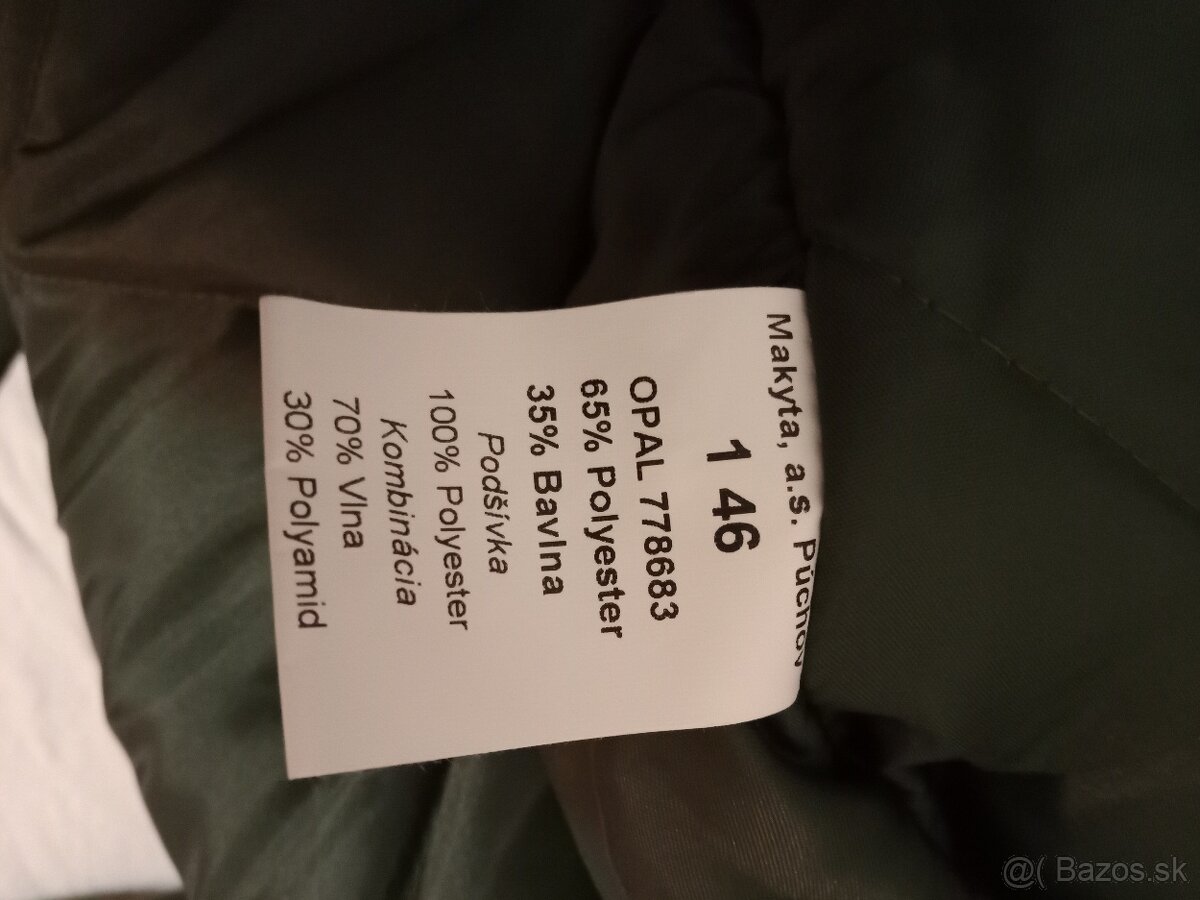 Makyta, a.s. Púchov
1 46
OPAL 778683
65% Polyester
35% Bavlna
Podšívka
100% Polyester
Kombinácia
70% Vlna
30% Polyamid
@( Bazos.sk